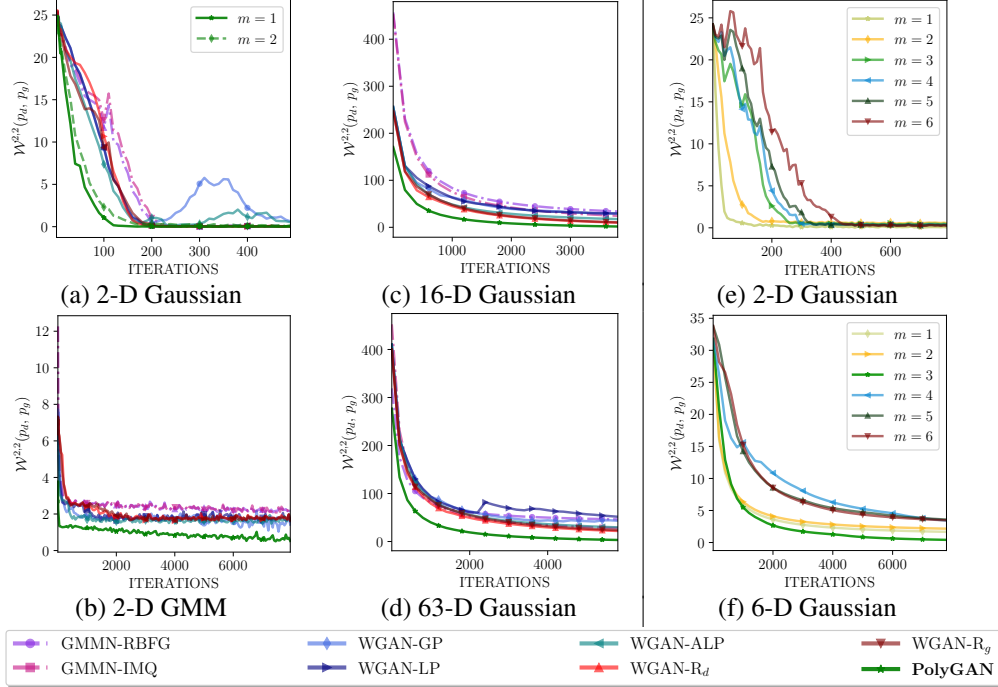 m = 1
m = 2
25
20
15
10
5
0
W^{2,2}(p_d, p_g)
100 200 300 400
ITERATIONS
(a) 2-D Gaussian
400
300
200
100
0
W^{2,2}(p_d, p_g)
1200 2100 3000
ITERATIONS
(c) 16-D Gaussian
25
20
15
10
5
0
W^{2,2}(p_d, p_g)
m = 1
m = 2
m = 3
m = 4
m = 5
m = 6
200 400 600
ITERATIONS
(e) 2-D Gaussian
12
10
8
6
4
2
0
W^{2,2}(p_d, p_g)
2000 4000 6000
ITERATIONS
(b) 2-D GMM
400
300
200
100
0
W^{2,2}(p_d, p_g)
2000 4000
ITERATIONS
(d) 63-D Gaussian
35
30
25
20
15
10
5
0
W^{2,2}(p_d, p_g)
m = 1
m = 2
m = 3
m = 4
m = 5
m = 6
2000 4000 6000
ITERATIONS
(f) 6-D Gaussian
GMMN-RBFG WGAN-GP WGAN-ALP WGAN-R_g
GMMN-IMQ WGAN-LP WGAN-R_d PolyGAN